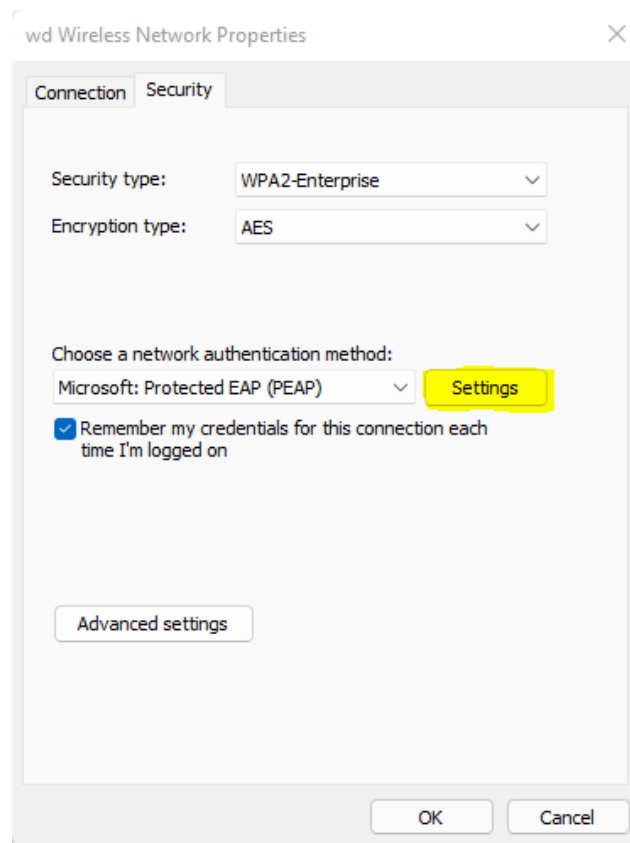 wd Wireless Network Properties
Connection Security
Security type: WPA2-Enterprise
Encryption type: AES
Choose a network authentication method:
Microsoft: Protected EAP (PEAP) Settings
Remember my credentials for this connection each
time I'm logged on
Advanced settings
OK Cancel